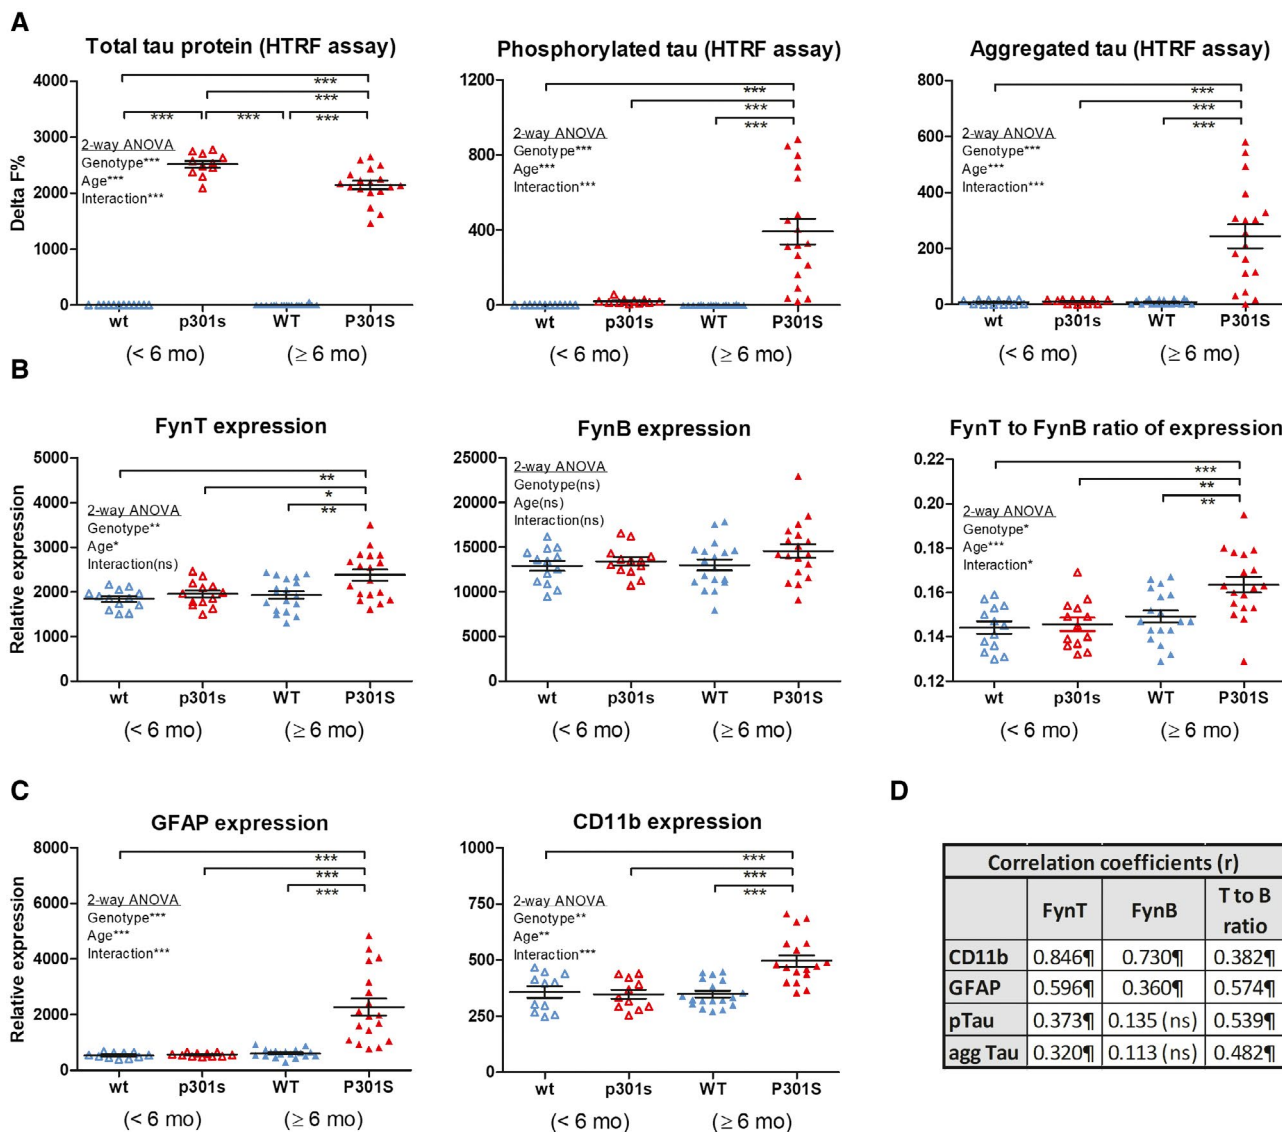 A
Total tau protein (HTRF assay)
Phosphorylated tau (HTRF assay)
Aggregated tau (HTRF assay)
Delta F%
4000
3000
2000
1000
0
***
***
*** *** ***
2-way ANOVA
Genotype***
Age***
Interaction***
wt p301s WT P301S
(< 6 mo) (≥ 6 mo)
1200
800
400
0
***
***
***
2-way ANOVA
Genotype***
Age***
Interaction***
wt p301s WT P301S
(< 6 mo) (≥ 6 mo)
800
600
400
200
0
***
***
***
2-way ANOVA
Genotype***
Age***
Interaction***
wt p301s WT P301S
(< 6 mo) (≥ 6 mo)
B
FynT expression
FynB expression
FynT to FynB ratio of expression
Relative expression
5000
4000
3000
2000
1000
0
**
*
**
2-way ANOVA
Genotype**
Age*
Interaction(ns)
wt p301s WT P301S
(< 6 mo) (≥ 6 mo)
25000
20000
15000
10000
5000
0
2-way ANOVA
Genotype(ns)
Age(ns)
Interaction(ns)
wt p301s WT P301S
(< 6 mo) (≥ 6 mo)
0.22
0.20
0.18
0.16
0.14
0.12
***
**
**
2-way ANOVA
Genotype*
Age***
Interaction*
wt p301s WT P301S
(< 6 mo) (≥ 6 mo)
C
GFAP expression
CD11b expression
Relative expression
8000
6000
4000
2000
0
***
***
***
2-way ANOVA
Genotype***
Age***
Interaction***
wt p301s WT P301S
(< 6 mo) (≥ 6 mo)
1000
750
500
250
0
***
***
***
2-way ANOVA
Genotype**
Age**
Interaction***
wt p301s WT P301S
(< 6 mo) (≥ 6 mo)
D
Correlation coefficients (r)
FynT FynB T to B ratio
CD11b 0.846¶ 0.730¶ 0.382¶
GFAP 0.596¶ 0.360¶ 0.574¶
pTau 0.373¶ 0.135 (ns) 0.539¶
agg Tau 0.320¶ 0.113 (ns) 0.482¶